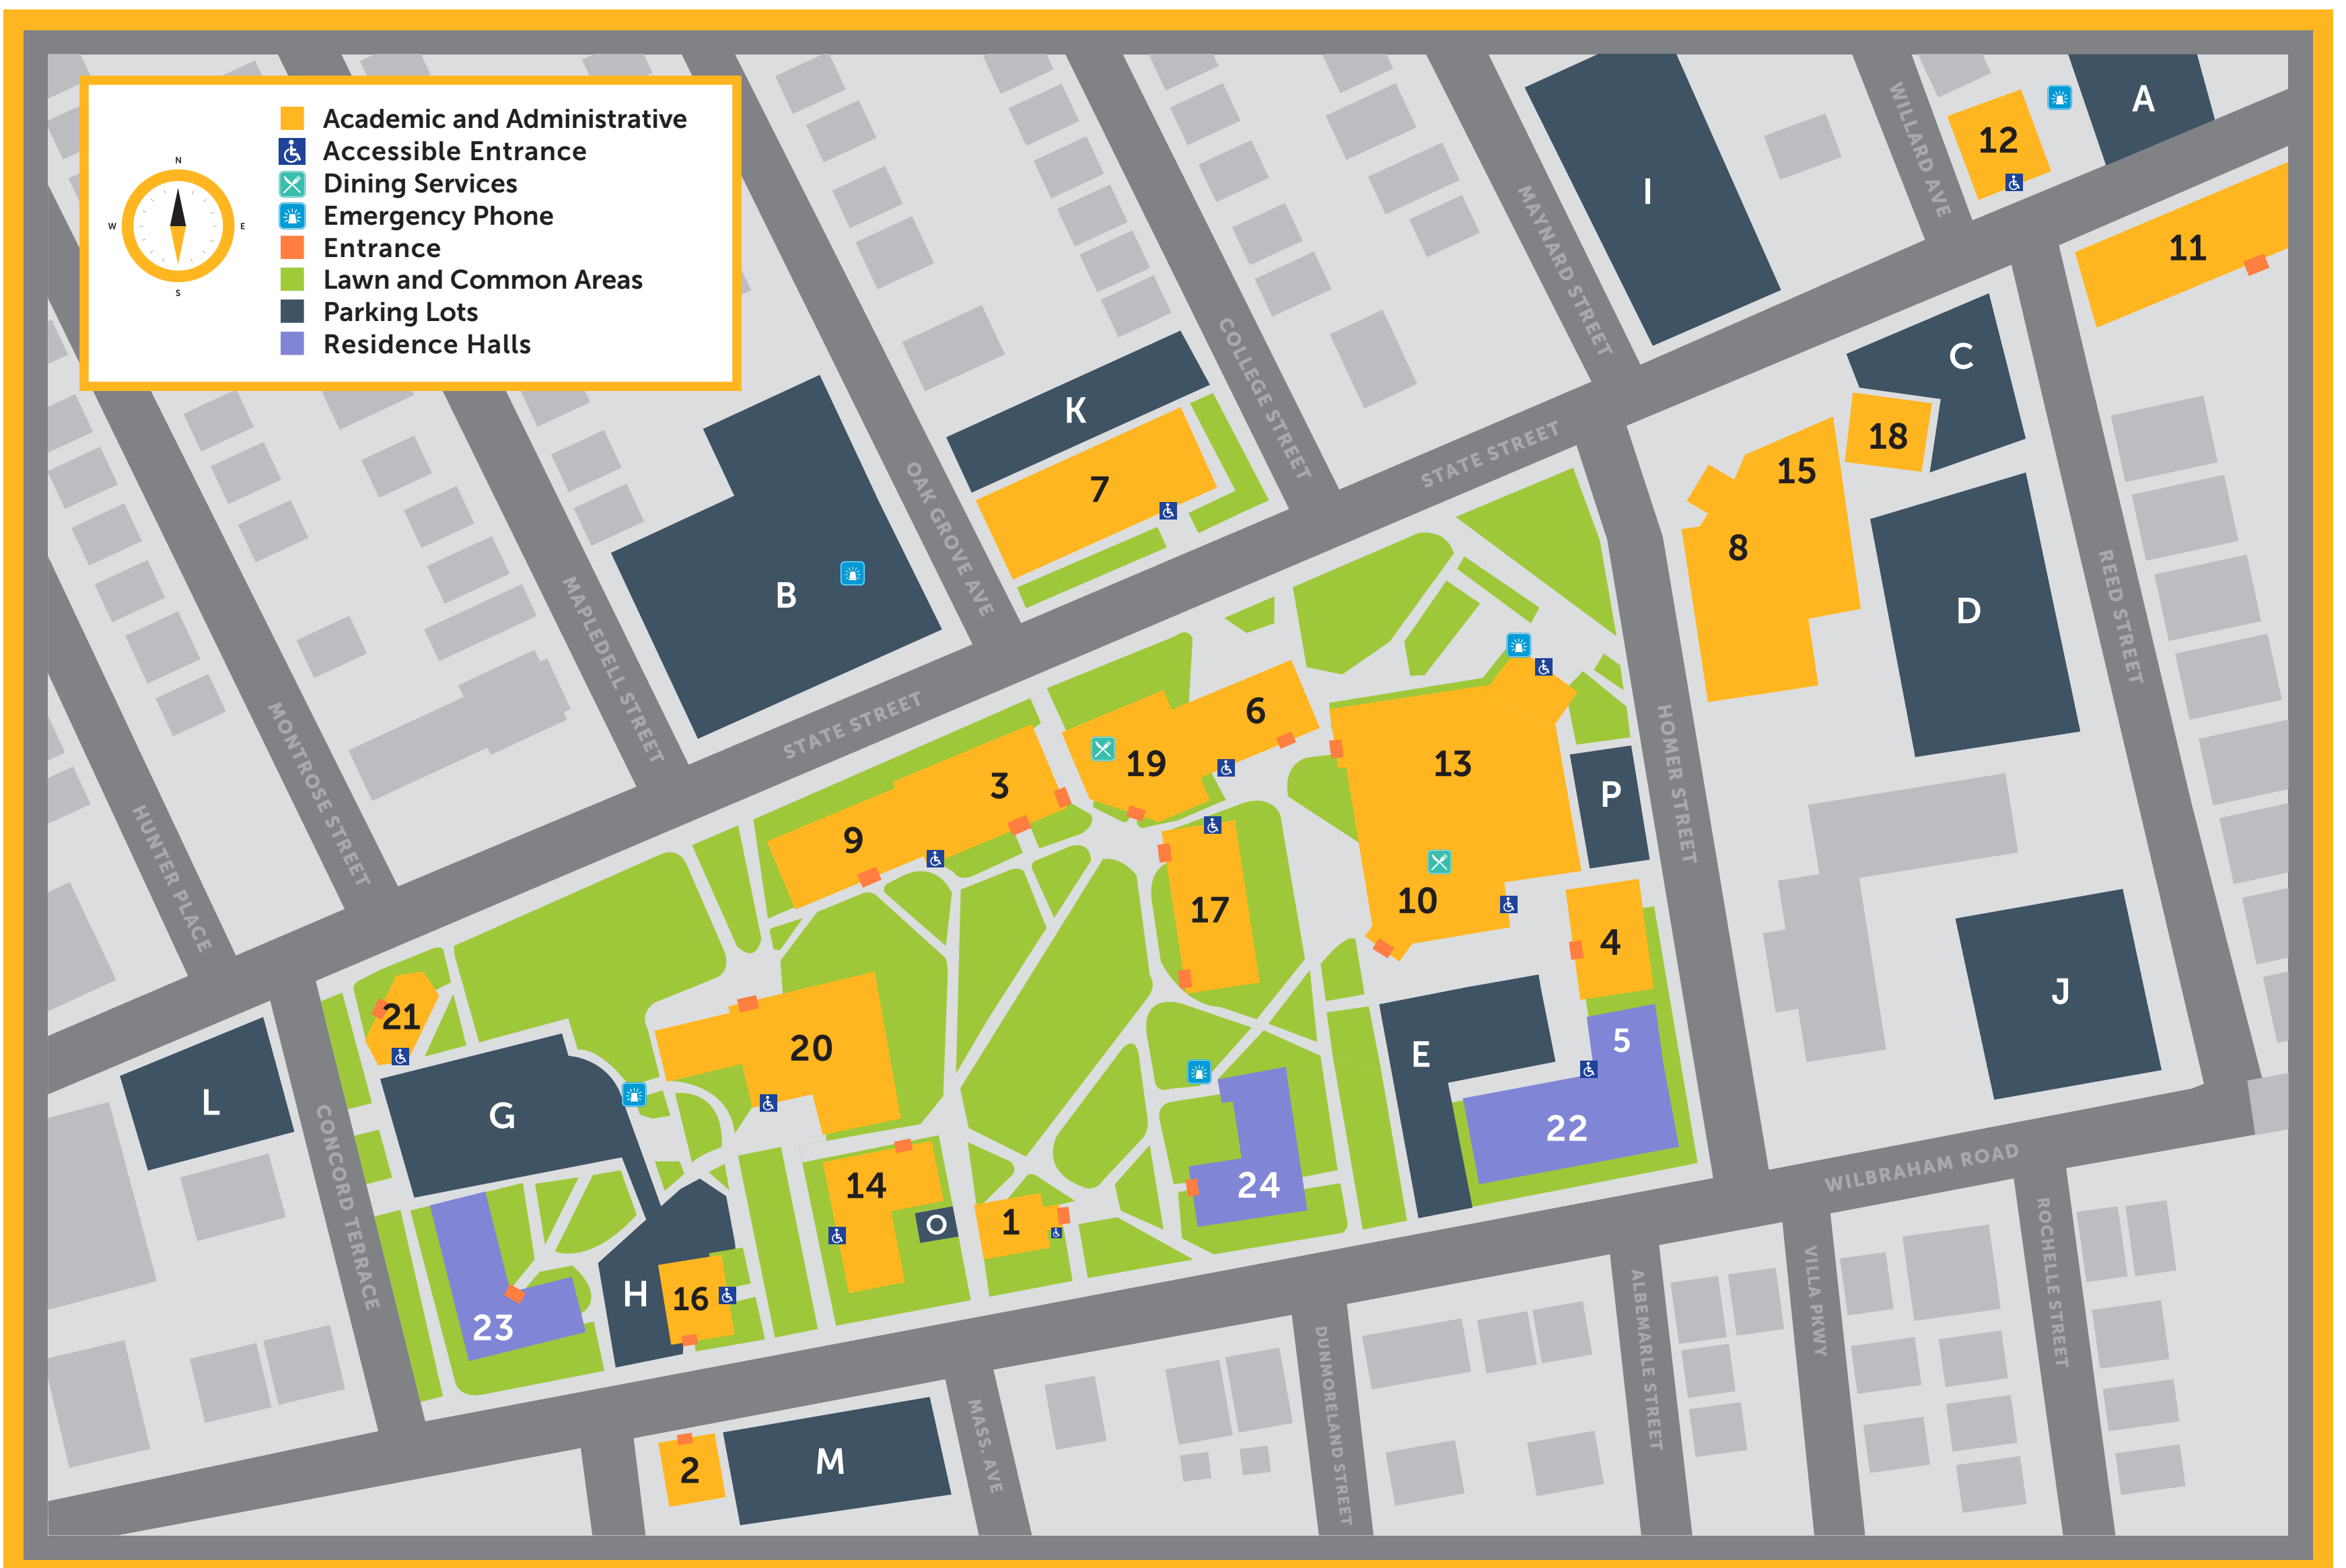 N
W
E
S
Academic and Administrative
Accessible Entrance
Dining Services
Emergency Phone
Entrance
Lawn and Common Areas
Parking Lots
Residence Halls
A
12
WILLARD AVE
I
MAYNARD STREET
11
C
18
15
8
D
REED STREET
K
7
COLLEGE STREET
STATE STREET
OAK GROVE AVE
B
MAPLEDELL STREET
STATE STREET
MONTROSE STREET
HUNTER PLACE
6
19
3
9
13
P
HOMER STREET
10
17
4
21
20
5
E
J
L
G
CONCORD TERRACE
22
WILBRAHAM ROAD
14
O
1
24
H
16
23
2
M
MASS. AVE
DUNMORELAND STREET
ALBEMARLE STREET
VILLA PKWY
ROCHELLE STREET